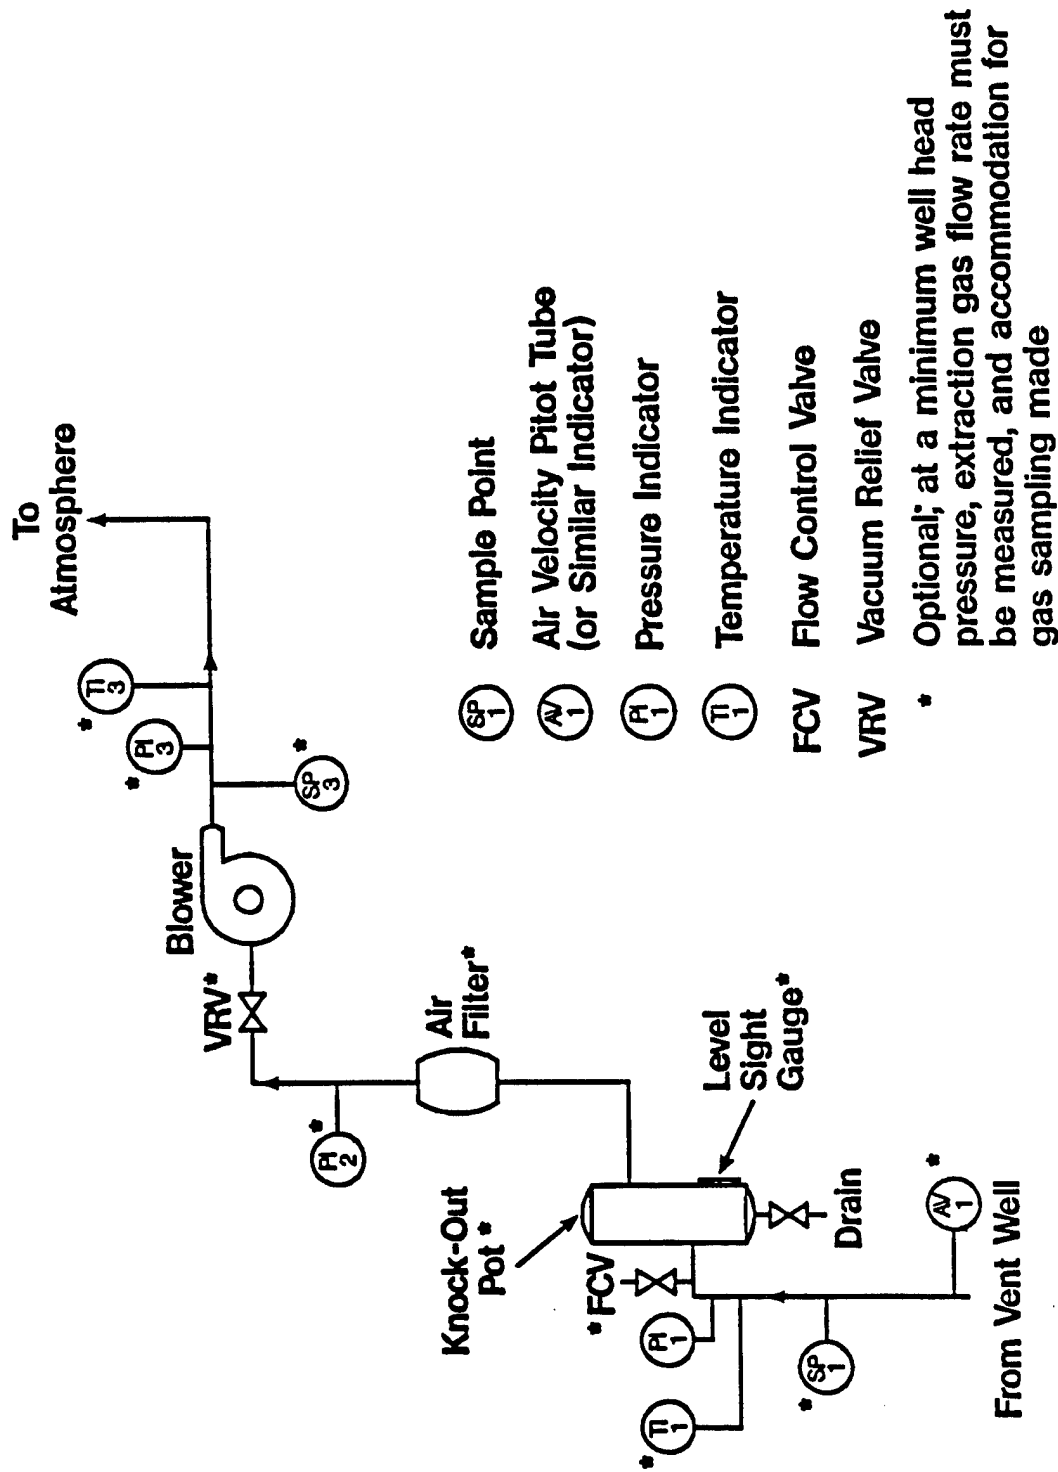 To
Atmosphere
* TI
3
* PI
3
SP
3 *
Blower
VRV*
Air
Filter*
PI
2 *
Knock-Out
Pot*
Level
Sight
Gauge*
*FCV
Drain
PI
1
* TI
1
* SP
1
AV
1 *
From Vent Well
SP
1 Sample Point
AV
1 Air Velocity Pitot Tube
(or Similar Indicator)
PI
1 Pressure Indicator
TI
1 Temperature Indicator
FCV Flow Control Valve
VRV Vacuum Relief Valve
* Optional; at a minimum well head
pressure, extraction gas flow rate must
be measured, and accommodation for
gas sampling made